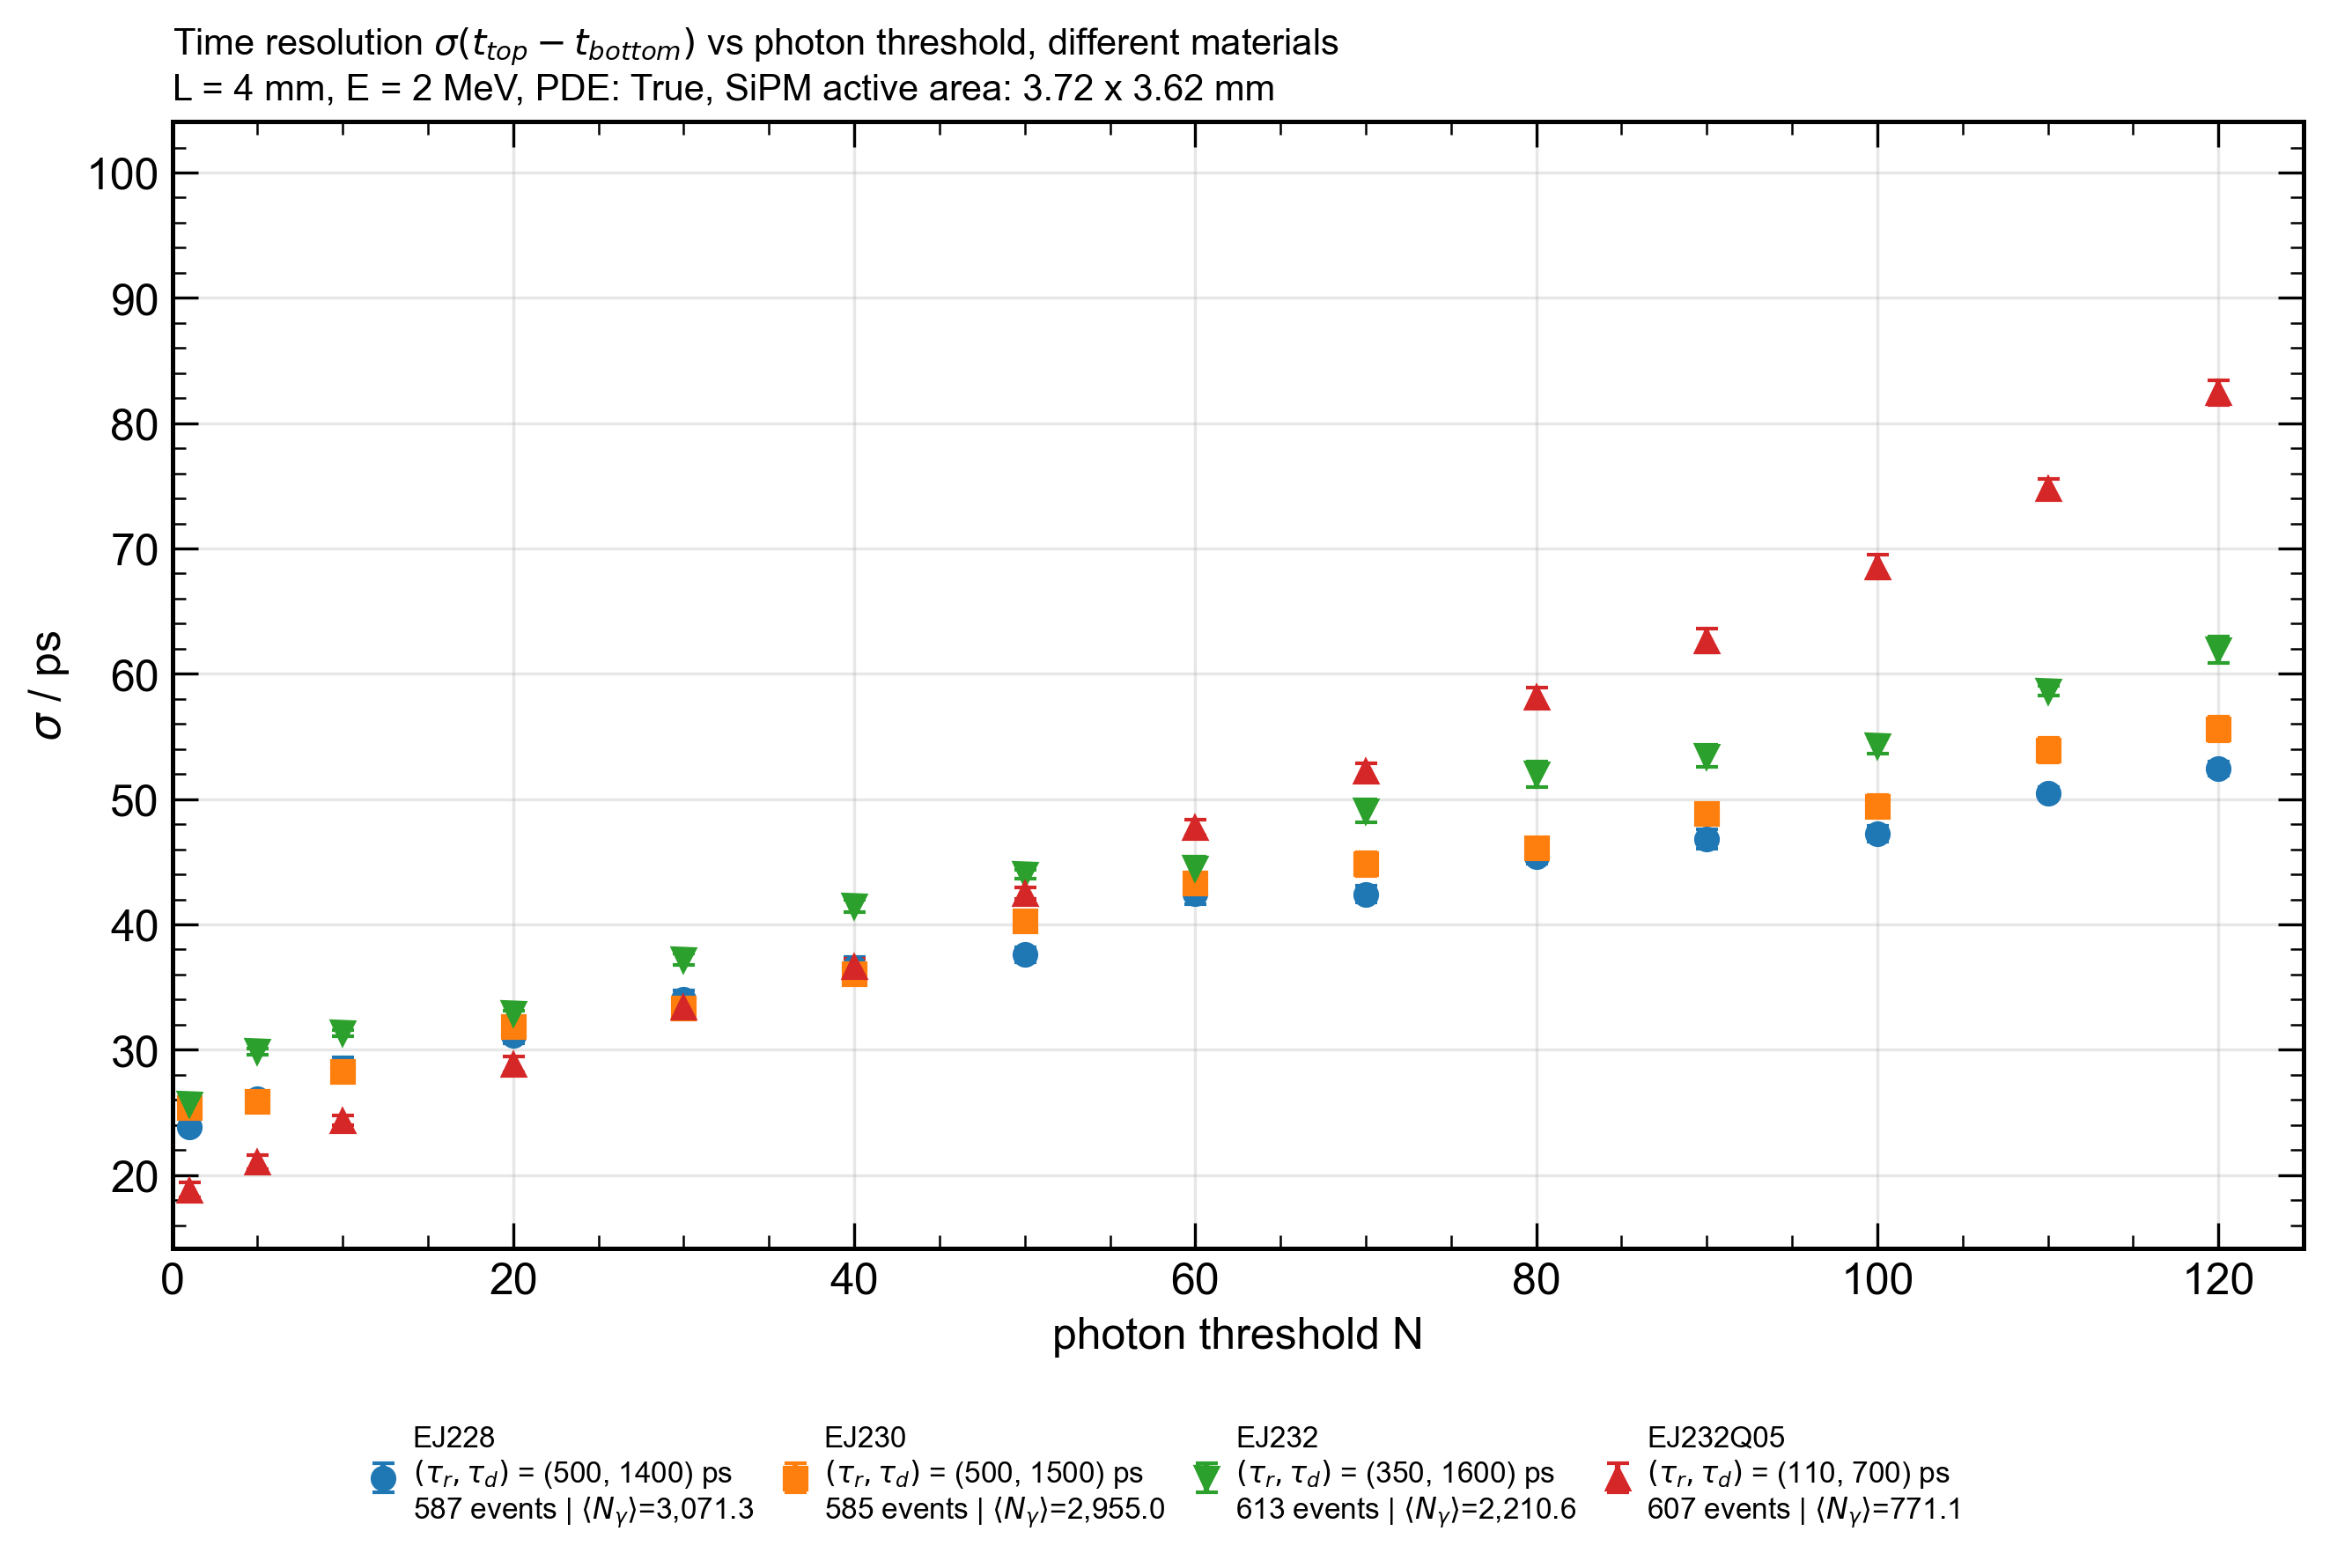 Time resolution σ(t_top − t_bottom) vs photon threshold, different materials
L = 4 mm, E = 2 MeV, PDE: True, SiPM active area: 3.72 x 3.62 mm
100
90
80
70
60
50
40
30
20
σ / ps
0 20 40 60 80 100 120
photon threshold N
EJ228
(τ_r, τ_d) = (500, 1400) ps
587 events | ⟨N_γ⟩=3,071.3
EJ230
(τ_r, τ_d) = (500, 1500) ps
585 events | ⟨N_γ⟩=2,955.0
EJ232
(τ_r, τ_d) = (350, 1600) ps
613 events | ⟨N_γ⟩=2,210.6
EJ232Q05
(τ_r, τ_d) = (110, 700) ps
607 events | ⟨N_γ⟩=771.1